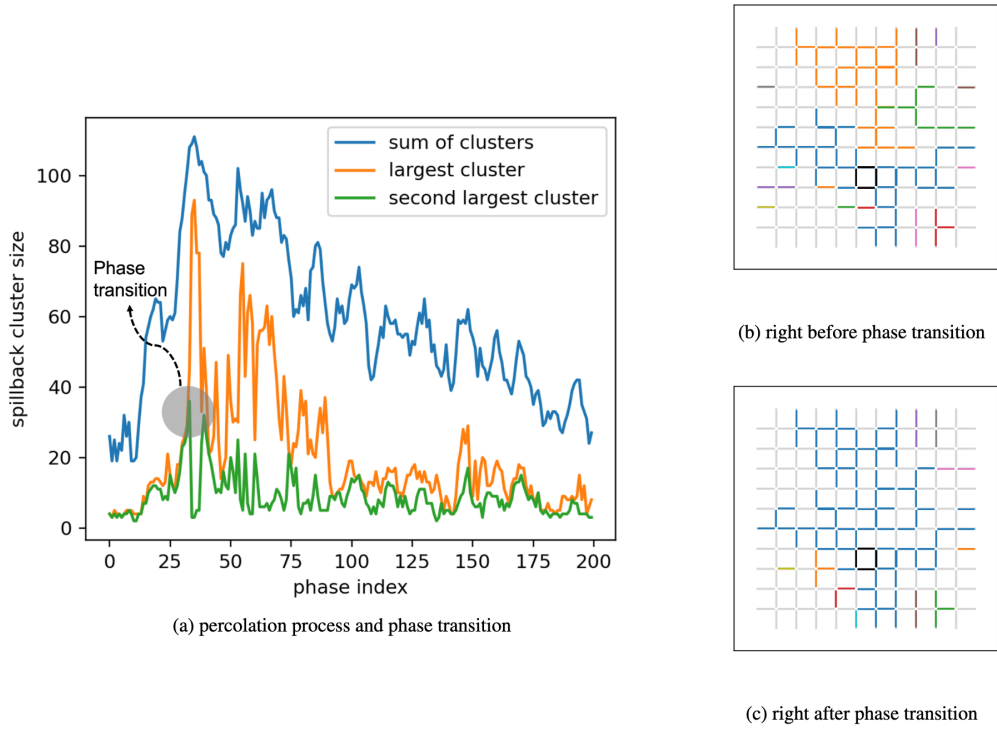 sum of clusters
largest cluster
second largest cluster
100
80
60
40
20
0
spillback cluster size
Phase
transition
0 25 50 75 100 125 150 175 200
phase index
(a) percolation process and phase transition
(b) right before phase transition
(c) right after phase transition